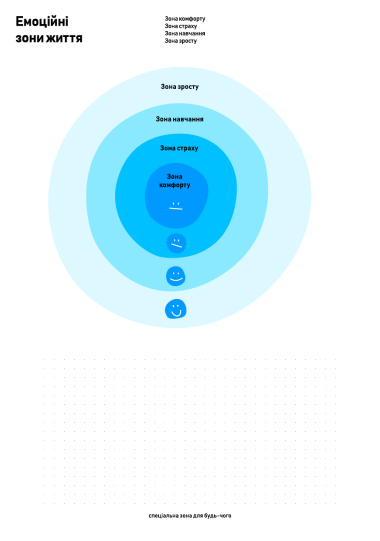 Емоційні
зони життя
Зона комфорту
Зона страху
Зона навчання
Зона зросту
Зона зросту
Зона навчання
Зона страху
Зона
комфорту
спеціальна зона для будь-чого